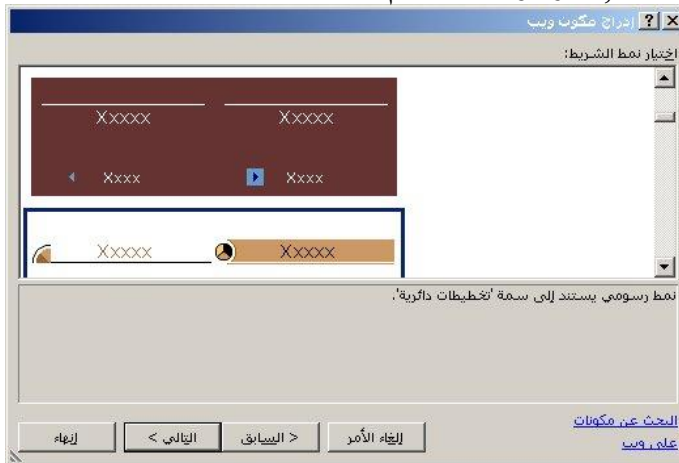 إدراج مكون ويب
اختيار نمط الشريط:
Xxxxx Xxxxx
Xxxx Xxxx
Xxxxx Xxxxx
نمط رسومي يستند إلى سمة 'تخطيطات دائرية'.
البحث عن مكونات
على ويب
إلغاء الأمر
< السابق
التالي >
إنهاء